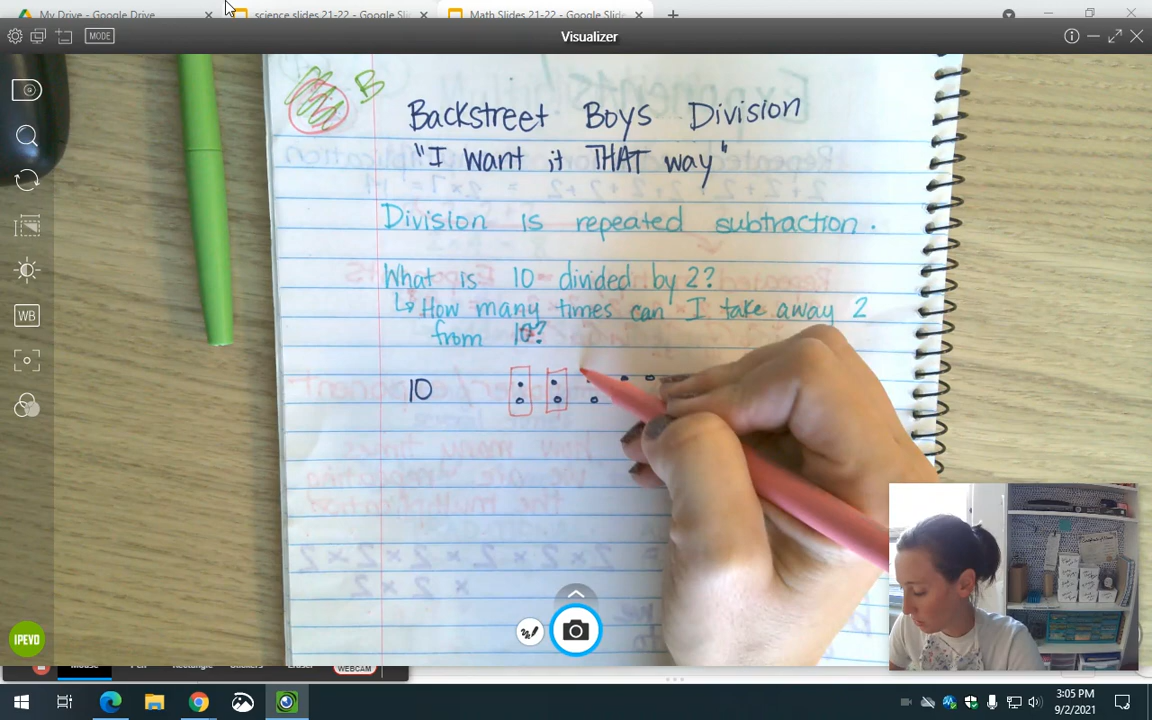 My Drive - Google Drive
science slides 21-22 - Google Sli
Math Slides 21-22 - Google Slide
MODE
Visualizer
B
Backstreet Boys Division
"I Want it THAT way"
Division is repeated subtraction.
What is 10 divided by 2?
↳ How many times can I take away 2
from 10?
10
WB
IPEVO
WEBCAM
3:05 PM
9/2/2021